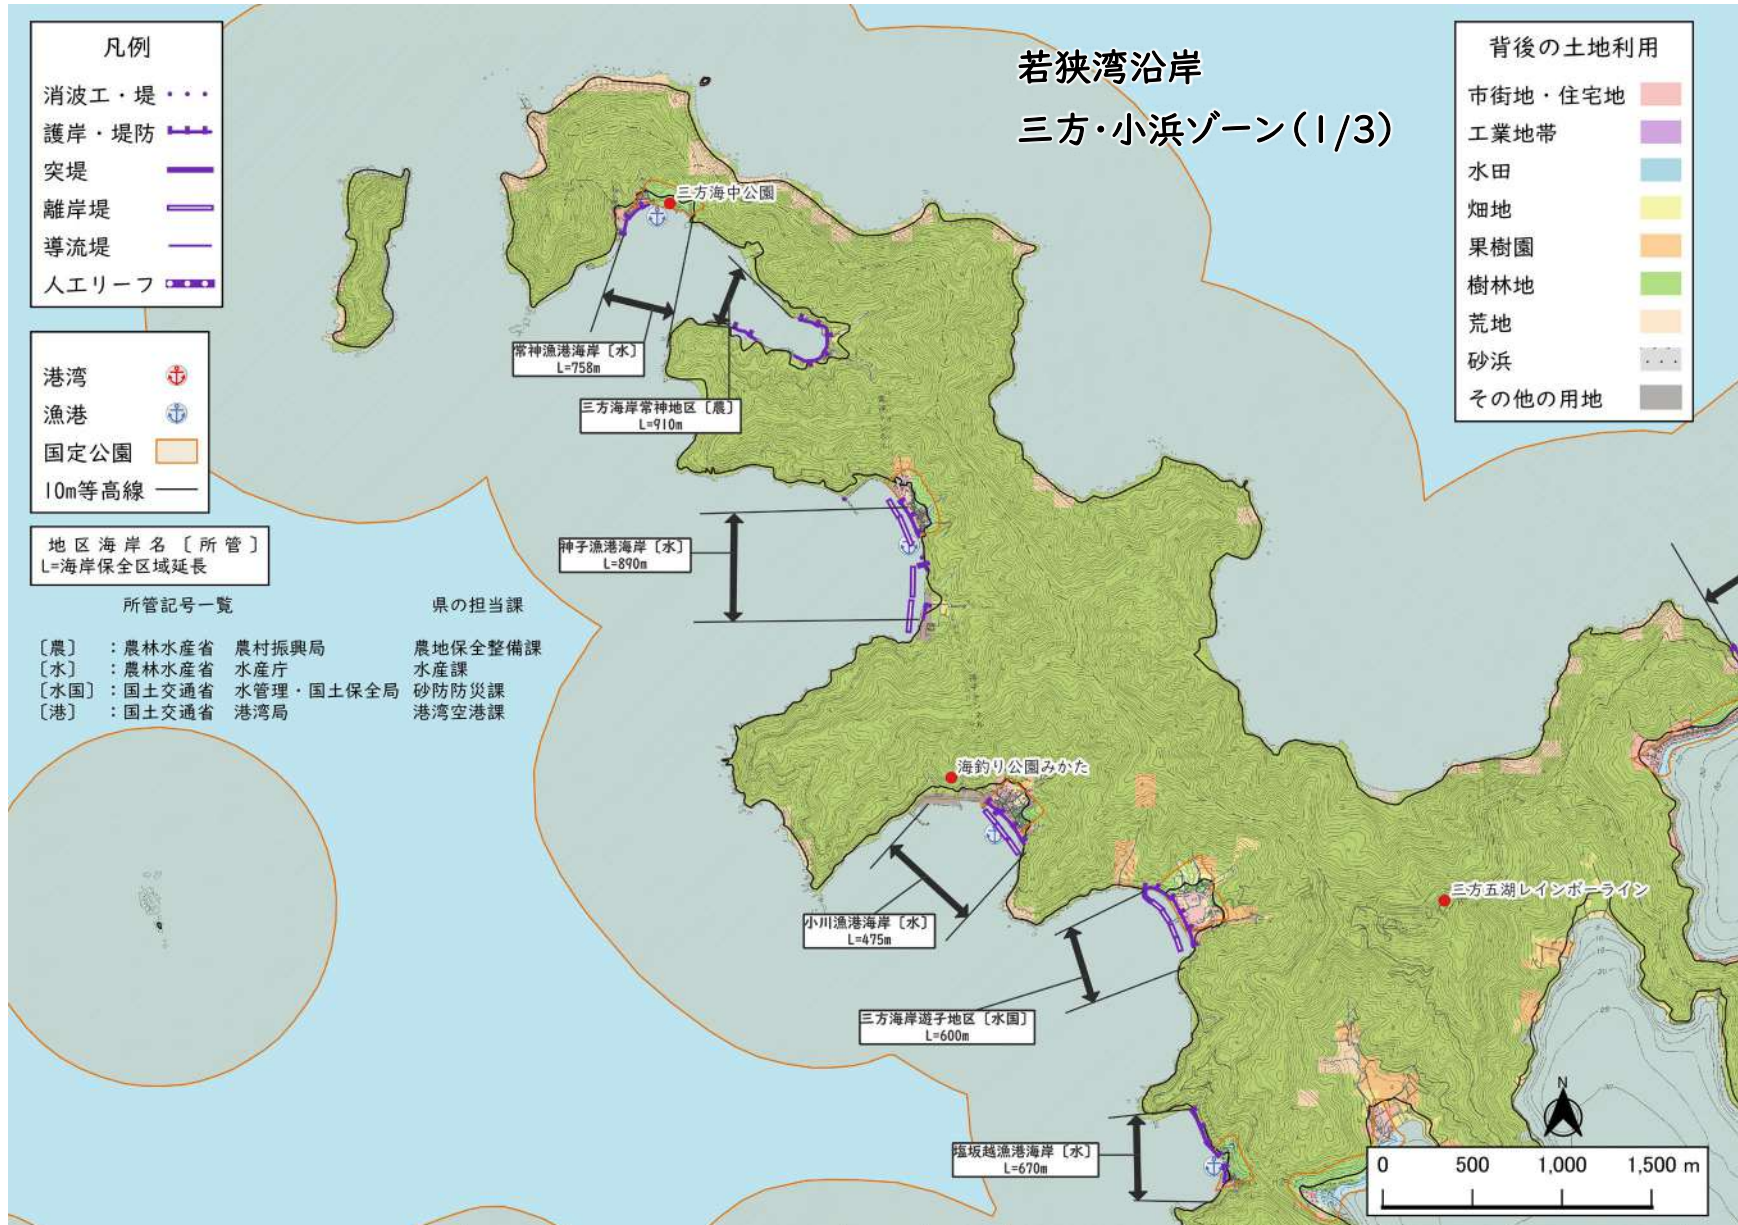 凡例
消波工・堤
護岸・堤防
突堤
離岸堤
導流堤
人工リーフ
港湾
漁港
国定公園
10m等高線
地区海岸名〔所管〕
L=海岸保全区域延長
所管記号一覧 県の担当課
〔農〕 :農林水産省 農村振興局 農地保全整備課
〔水〕 :農林水産省 水産庁 水産課
〔水国〕:国土交通省 水管理・国土保全局 砂防防災課
〔港〕 :国土交通省 港湾局 港湾空港課
若狭湾沿岸
三方・小浜ゾーン(1/3)
背後の土地利用
市街地・住宅地
工業地帯
水田
畑地
果樹園
樹林地
荒地
砂浜
その他の用地
三方海中公園
常神漁港海岸〔水〕
L=758m
三方海岸常神地区〔農〕
L=910m
神子漁港海岸〔水〕
L=890m
海釣り公園みかた
小川漁港海岸〔水〕
L=475m
三方五湖レインボーライン
三方海岸遊子地区〔水国〕
L=600m
塩坂越漁港海岸〔水〕
L=670m
N
0 500 1,000 1,500 m